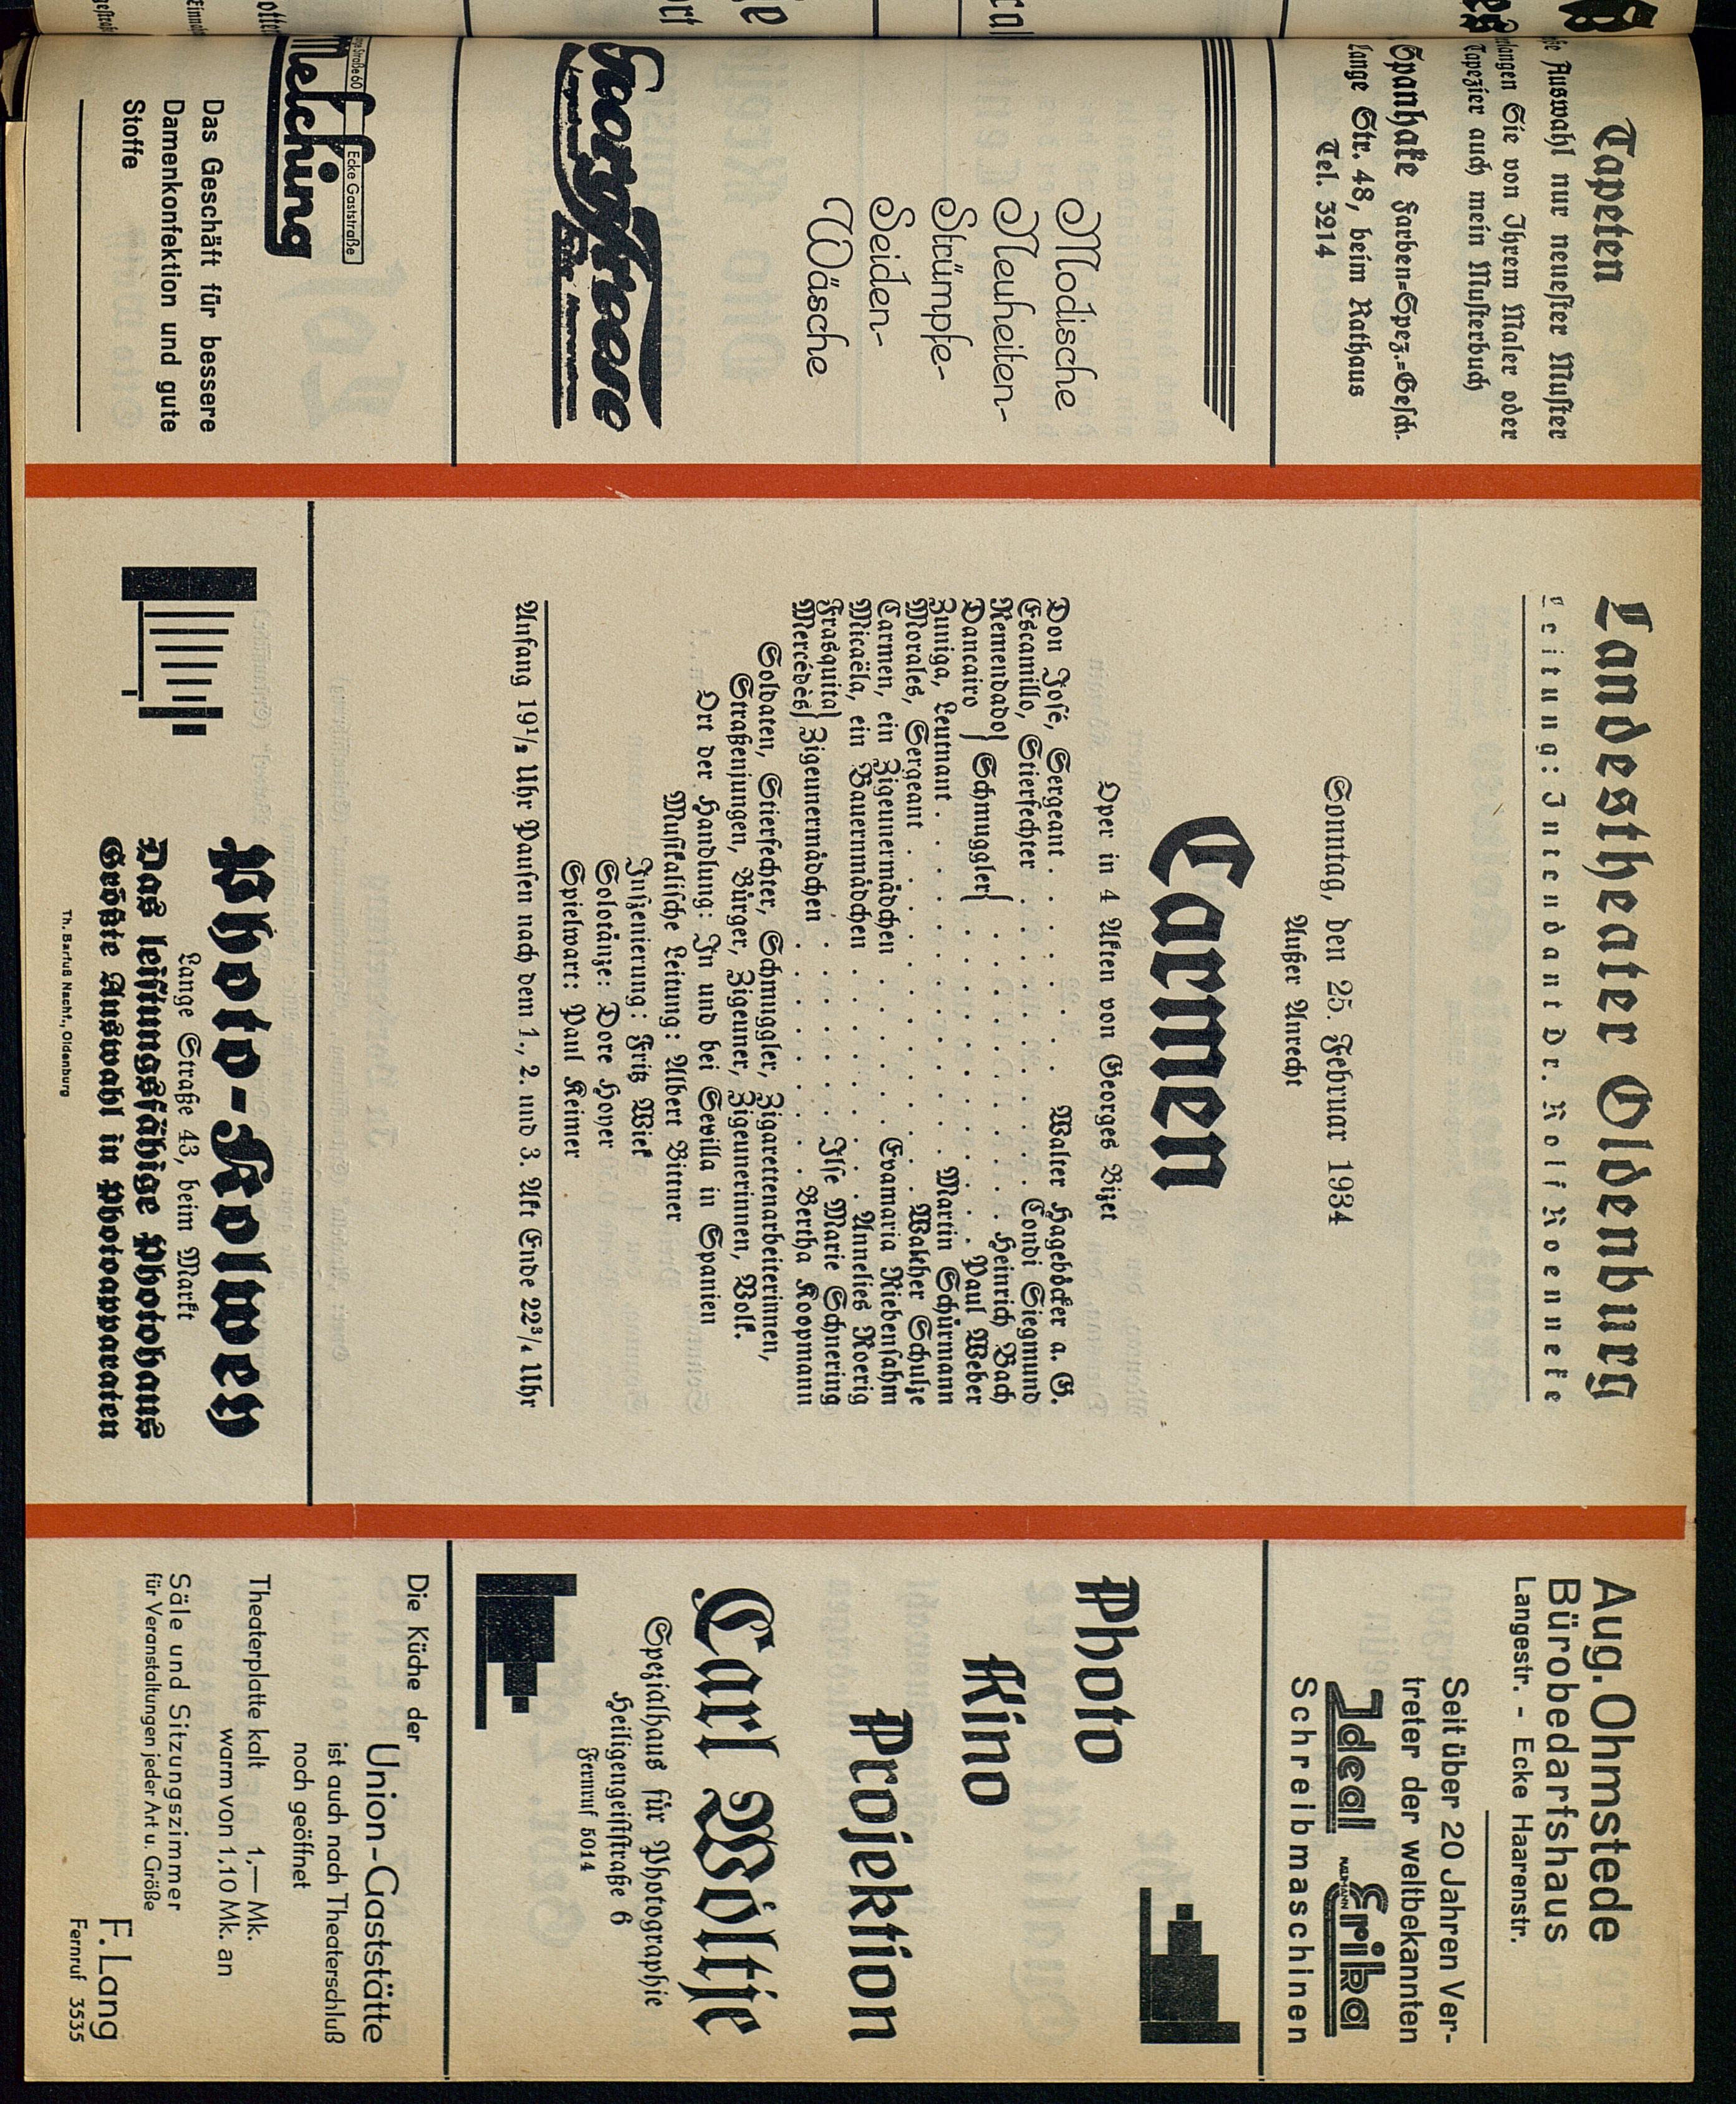 Tapeten
Auswahl nur neuester Muster
langen Sie von Ihrem Maler oder
Tapezier auch mein Musterbuch
Spanhake Farben-Spez.-Gesch.
Lange Str. 48, beim Rathaus
Tel. 3214
Modische
Neuheiten-
Strümpfe-
Seiden-
Wäsche
Ecke Gaststraße
Melching
Das Geschäft für bessere
Damenkonfektion und gute
Stoffe
Landestheater Oldenburg
Leitung: Intendant Dr. Rolf Roenneke
Sonntag, den 25. Februar 1934
Außer Anrecht
Carmen
Oper in 4 Akten von Georges Bizet
Don José, Sergeant . . . . . . Walter Hageböcker a. G.
Escamillo, Stierfechter . . . . . . Condi Siegmund
Remendado } Schmuggler { . . . . . . Heinrich Bach
Dancairo } Schmuggler { . . . . . . Paul Weber
Zuniga, Leutnant . . . . . . Martin Schürmann
Morales, Sergeant . . . . . . Walther Schulze
Carmen, ein Zigeunermädchen . . . . . . Evamaria Riebensahm
Micaëla, ein Bauernmädchen . . . . . . Annelies Roerig
Frasquita } Zigeunermädchen . . . . . . Ilse Marie Schnering
Mercédès } Zigeunermädchen . . . . . . Bertha Koopmann
Soldaten, Stierfechter, Schmuggler, Zigarettenarbeiterinnen,
Straßenjungen, Bürger, Zigeuner, Zigeunerinnen, Volk.
Ort der Handlung: In und bei Sevilla in Spanien
Musikalische Leitung: Albert Bittner
Inszenierung: Fritz Wiek
Solotänze: Dore Hoyer
Spielwart: Paul Keimer
Anfang 19½ Uhr Pausen nach dem 1., 2. und 3. Akt Ende 22¾ Uhr
Photo-Kolwey
Lange Straße 43, beim Markt
Das leistungsfähige Photohaus
Größte Auswahl in Photoapparaten
Th. Barfuß Nachf., Oldenburg
Aug. Ohmstede
Bürobedarfshaus
Langestr. - Ecke Haarenstr.
Seit über 20 Jahren Ver-
treter der weltbekannten
Ideal Erika
Schreibmaschinen
Photo
Kino
Projektion
Carl Wöltje
Spezialhaus für Photographie
Heiligengeiststraße 6
Fernruf 5014
Die Küche der
Union-Gaststätte
ist auch nach Theaterschluß
noch geöffnet
Theaterplatte kalt 1,— Mk.
warm von 1,10 Mk. an
Säle und Sitzungszimmer
für Veranstaltungen jeder Art u. Größe
F. Lang
Fernruf 3535